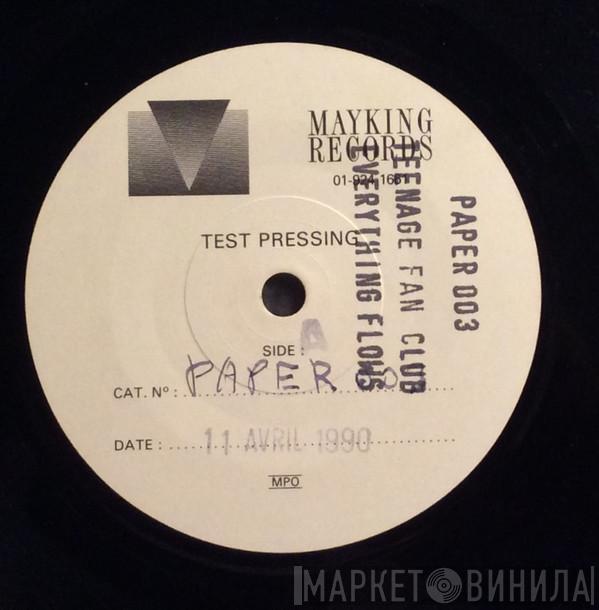 MAYKING
RECORDS
01-924 1661
TEST PRESSING
PAPER 003
TEENAGE FAN CLUB
EVERYTHING FLOWS
SIDE : A
CAT. Nº : PAPER 003
DATE : 11 AVRIL 1990
MPO
МАРКЕТ ВИНИЛА